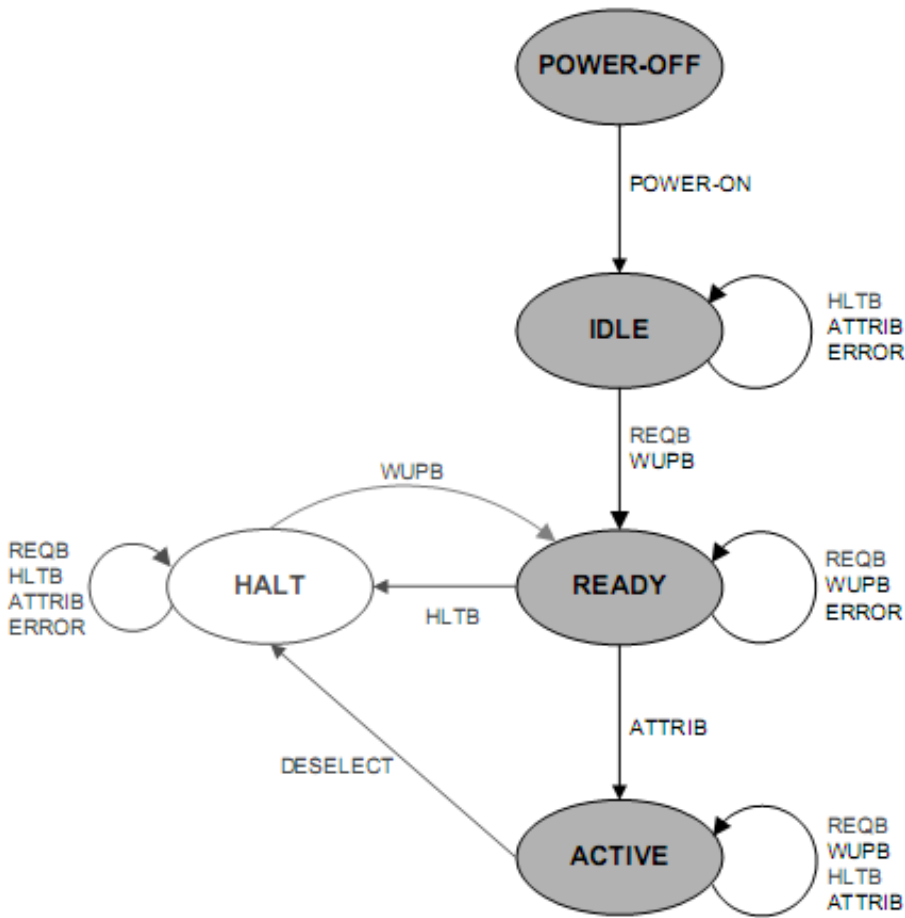 POWER-OFF
POWER-ON
IDLE
HLTB
ATTRIB
ERROR
REQB
WUPB
WUPB
REQB
HLTB
ATTRIB
ERROR
HALT
HLTB
READY
REQB
WUPB
ERROR
ATTRIB
DESELECT
ACTIVE
REQB
WUPB
HLTB
ATTRIB